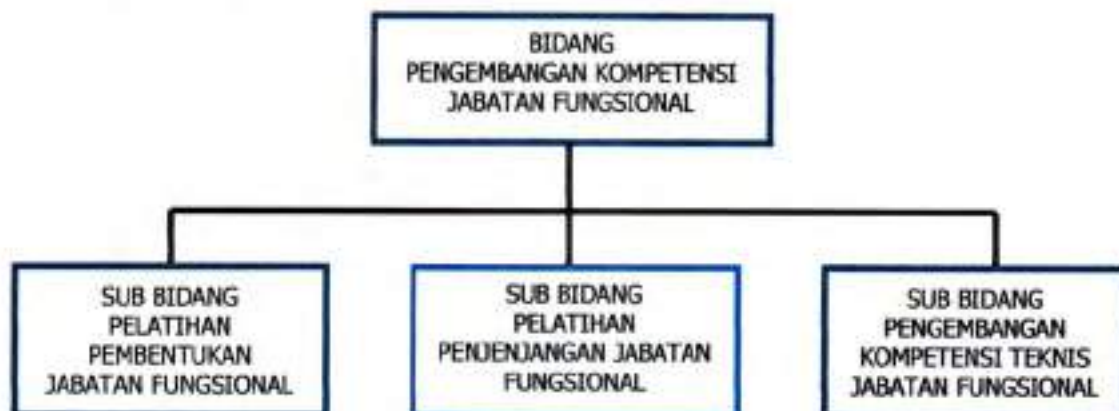 BIDANG
PENGEMBANGAN KOMPETENSI
JABATAN FUNGSIONAL
SUB BIDANG
PELATIHAN
PEMBENTUKAN
JABATAN FUNGSIONAL
SUB BIDANG
PELATIHAN
PENJENJANGAN JABATAN
FUNGSIONAL
SUB BIDANG
PENGEMBANGAN
KOMPETENSI TEKNIS
JABATAN FUNGSIONAL